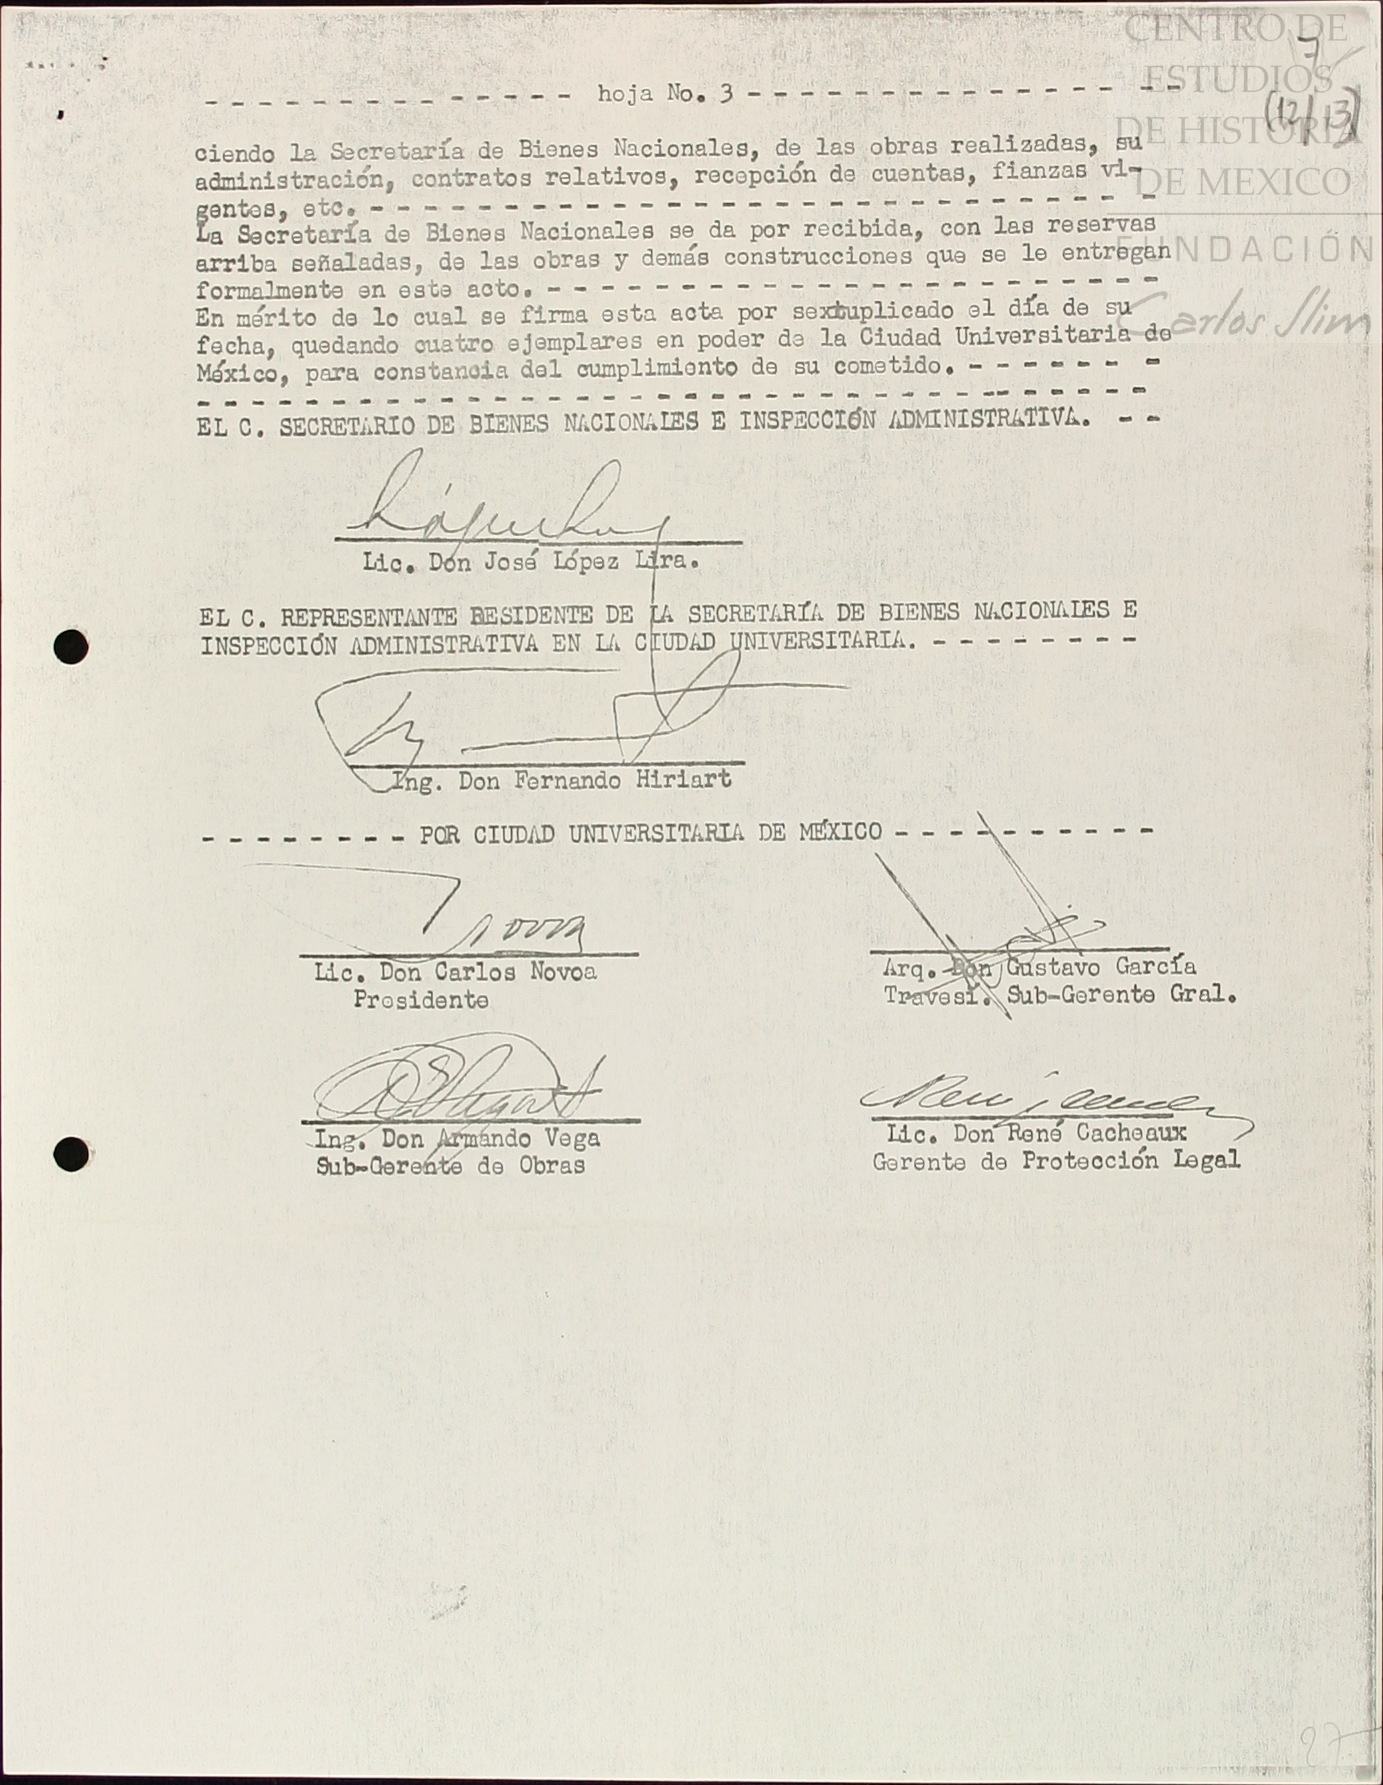 CENTRO DE
ESTUDIOS
DE HISTORIA
DE MEXICO
FUNDACIÓN
Carlos Slim
7
(12/13)
- - - - - - - - - - - - - - hoja No. 3 - - - - - - - - - - - - - - - - -
ciendo la Secretaría de Bienes Nacionales, de las obras realizadas, su
administración, contratos relativos, recepción de cuentas, fianzas vi-
gentes, etc. - - - - - - - - - - - - - - - - - - - - - - - - - - - - - -
La Secretaría de Bienes Nacionales se da por recibida, con las reservas
arriba señaladas, de las obras y demás construcciones que se le entregan
formalmente en este acto. - - - - - - - - - - - - - - - - - - - - - - -
En mérito de lo cual se firma esta acta por sextuplicado el día de su
fecha, quedando cuatro ejemplares en poder de la Ciudad Universitaria de
México, para constancia del cumplimiento de su cometido. - - - - - - - -
- - - - - - - - - - - - - - - - - - - - - - - - - - - - - - - - - - - -
EL C. SECRETARIO DE BIENES NACIONALES E INSPECCIÓN ADMINISTRATIVA. - -
Lic. Don José López Lira.
EL C. REPRESENTANTE RESIDENTE DE LA SECRETARÍA DE BIENES NACIONALES E
INSPECCIÓN ADMINISTRATIVA EN LA CIUDAD UNIVERSITARIA. - - - - - - - -
Ing. Don Fernando Hiriart
- - - - - - - - POR CIUDAD UNIVERSITARIA DE MÉXICO - - - - - - - - - -
Novoa
Lic. Don Carlos Novoa
Presidente
Arq. Don Gustavo García
Travesí. Sub-Gerente Gral.
Ing. Don Armando Vega
Sub-Gerente de Obras
Lic. Don René Cacheaux
Gerente de Protección Legal
27